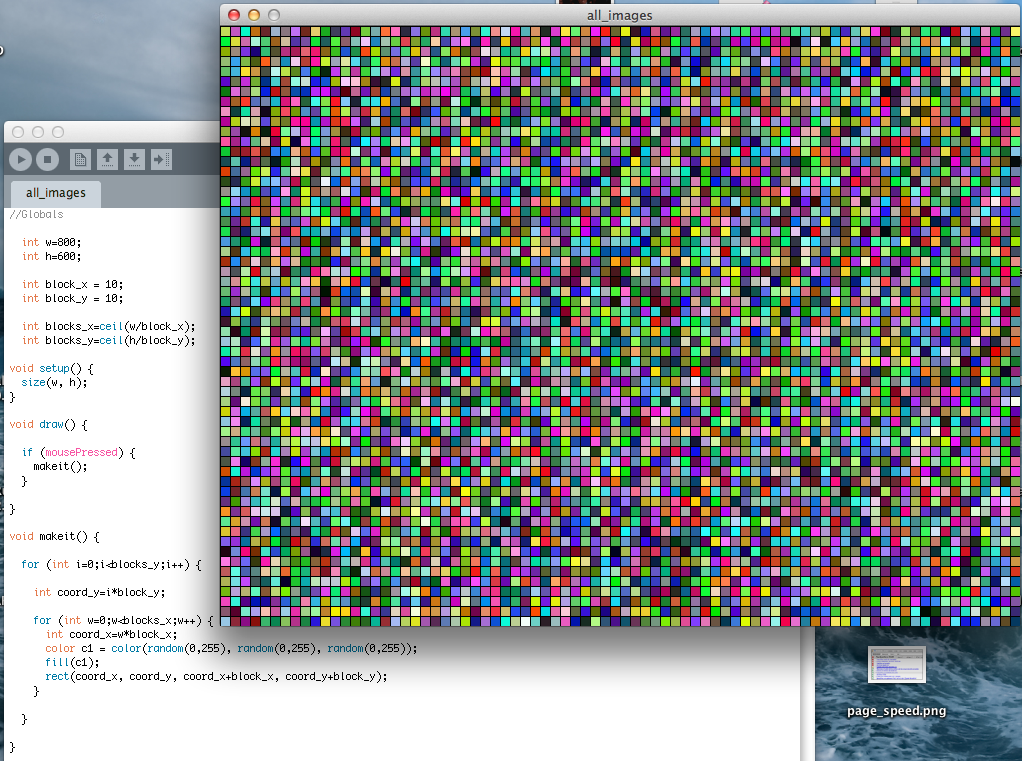 all_images
all_images
//Globals
int w=800;
int h=600;
int block_x = 10;
int block_y = 10;
int blocks_x=ceil(w/block_x);
int blocks_y=ceil(h/block_y);
void setup() {
size(w, h);
}
void draw() {
if (mousePressed) {
makeit();
}
}
void makeit() {
for (int i=0;i<blocks_y;i++) {
int coord_y=i*block_y;
for (int w=0;w<blocks_x;w++) {
int coord_x=w*block_x;
color c1 = color(random(0,255), random(0,255), random(0,255));
fill(c1);
rect(coord_x, coord_y, coord_x+block_x, coord_y+block_y);
}
}
}
page_speed.png